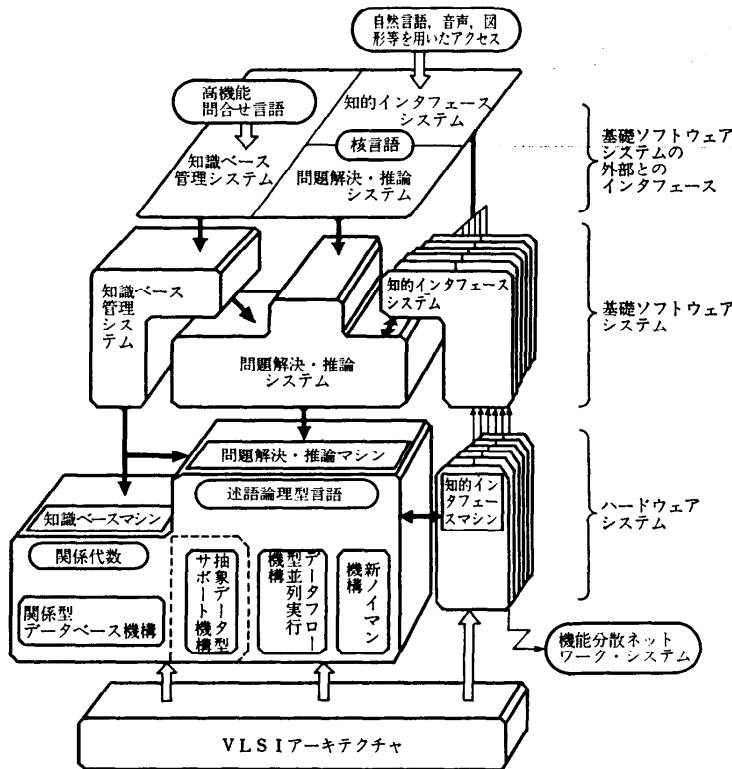 自然言語，音声，図
形等を用いたアクセス
高機能
問合せ言語
知的インタフェース
システム
核言語
知識ベース
管理システム
問題解決・推論
システム
基礎ソフトウェア
システムの
外部との
インタフェース
知識ベース
管理
シス
テム
問題解決・推論
システム
知的インタフェース
システム
基礎ソフトウェア
システム
問題解決・推論マシン
述語論理型言語
知識ベースマシン
関係代数
関係型
データベース機構
抽象データ型
サポート機構
データフロー
型並列実行
機構
新ノイマン
機構
知的イン
タフェー
スマシン
ハードウェア
システム
機能分散ネット
ワーク・システム
VLSIアーキテクチャ